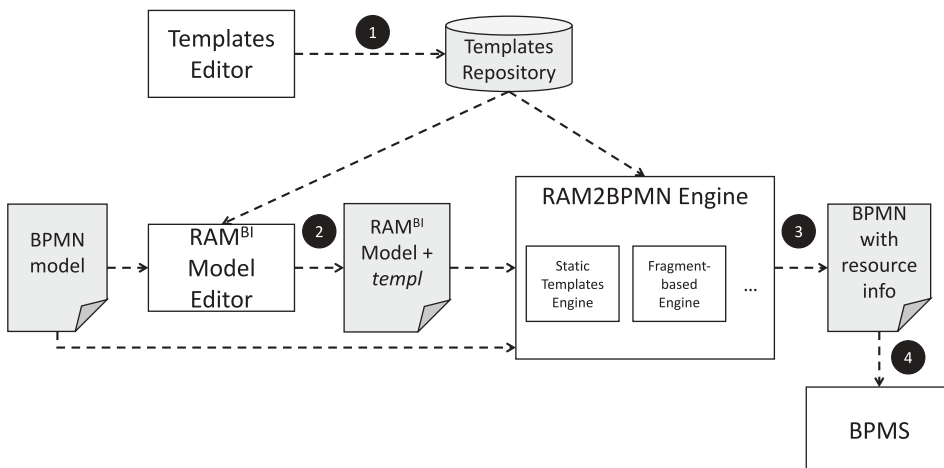 Templates
Editor
1
Templates
Repository
BPMN
model
RAM^BI
Model
Editor
2
RAM^BI
Model +
templ
RAM2BPMN Engine
Static
Templates
Engine
Fragment-
based
Engine
...
3
BPMN
with
resource
info
4
BPMS